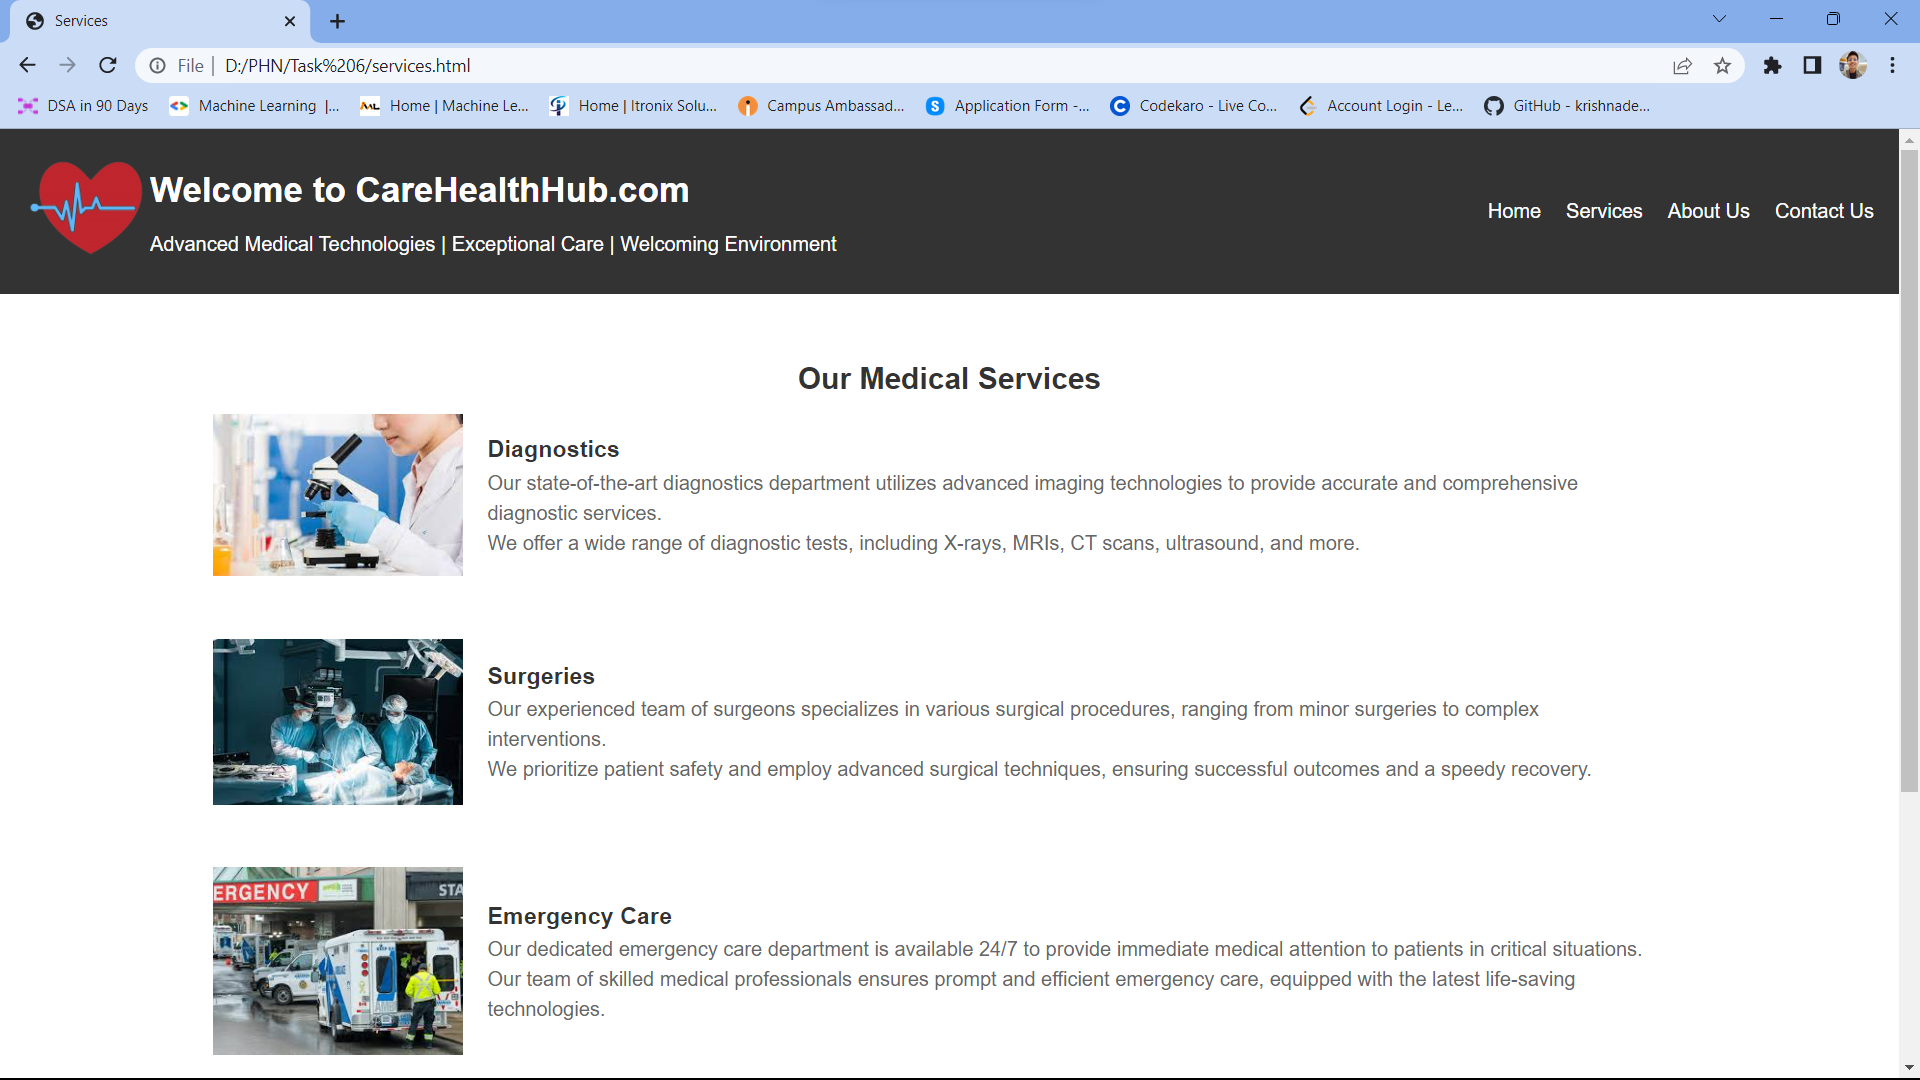 Services
File | D:/PHN/Task%206/services.html
DSA in 90 Days
Machine Learning |...
Home | Machine Le...
Home | Itronix Solu...
Campus Ambassad...
Application Form -...
Codekaro - Live Co...
Account Login - Le...
GitHub - krishnade...
Welcome to CareHealthHub.com
Advanced Medical Technologies | Exceptional Care | Welcoming Environment
Home
Services
About Us
Contact Us
Our Medical Services
Diagnostics
Our state-of-the-art diagnostics department utilizes advanced imaging technologies to provide accurate and comprehensive
diagnostic services.
We offer a wide range of diagnostic tests, including X-rays, MRIs, CT scans, ultrasound, and more.
Surgeries
Our experienced team of surgeons specializes in various surgical procedures, ranging from minor surgeries to complex
interventions.
We prioritize patient safety and employ advanced surgical techniques, ensuring successful outcomes and a speedy recovery.
ERGENCY
STA
Emergency Care
Our dedicated emergency care department is available 24/7 to provide immediate medical attention to patients in critical situations.
Our team of skilled medical professionals ensures prompt and efficient emergency care, equipped with the latest life-saving
technologies.